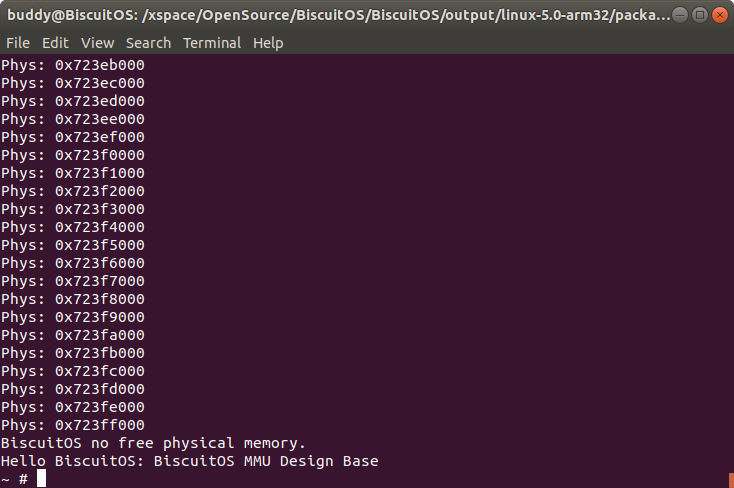 buddy@BiscuitOS: /xspace/OpenSource/BiscuitOS/BiscuitOS/output/linux-5.0-arm32/packa...
File Edit View Search Terminal Help
Phys: 0x723eb000
Phys: 0x723ec000
Phys: 0x723ed000
Phys: 0x723ee000
Phys: 0x723ef000
Phys: 0x723f0000
Phys: 0x723f1000
Phys: 0x723f2000
Phys: 0x723f3000
Phys: 0x723f4000
Phys: 0x723f5000
Phys: 0x723f6000
Phys: 0x723f7000
Phys: 0x723f8000
Phys: 0x723f9000
Phys: 0x723fa000
Phys: 0x723fb000
Phys: 0x723fc000
Phys: 0x723fd000
Phys: 0x723fe000
Phys: 0x723ff000
BiscuitOS no free physical memory.
Hello BiscuitOS: BiscuitOS MMU Design Base
~ #